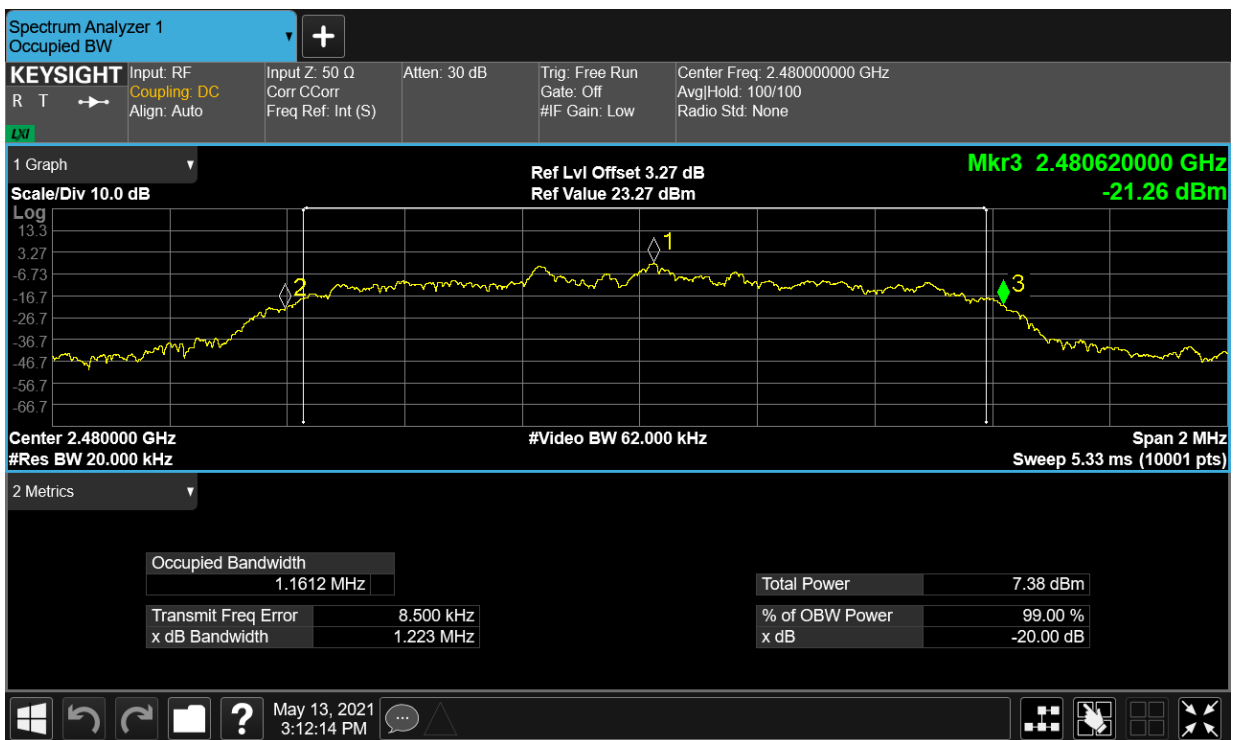 Spectrum Analyzer 1
Occupied BW
KEYSIGHT
R T
LXI
Input: RF
Coupling: DC
Align: Auto
Input Z: 50 Ω
Corr CCorr
Freq Ref: Int (S)
Atten: 30 dB
Trig: Free Run
Gate: Off
#IF Gain: Low
Center Freq: 2.480000000 GHz
Avg|Hold: 100/100
Radio Std: None
1 Graph
Scale/Div 10.0 dB
Ref Lvl Offset 3.27 dB
Ref Value 23.27 dBm
Mkr3 2.480620000 GHz
-21.26 dBm
Log
13.3
3.27
-6.73
-16.7
-26.7
-36.7
-46.7
-56.7
-66.7
1
2
3
Center 2.480000 GHz
#Video BW 62.000 kHz
Span 2 MHz
#Res BW 20.000 kHz
Sweep 5.33 ms (10001 pts)
2 Metrics
Occupied Bandwidth
1.1612 MHz
Total Power 7.38 dBm
Transmit Freq Error 8.500 kHz
% of OBW Power 99.00 %
x dB Bandwidth 1.223 MHz
x dB -20.00 dB
?
May 13, 2021
3:12:14 PM